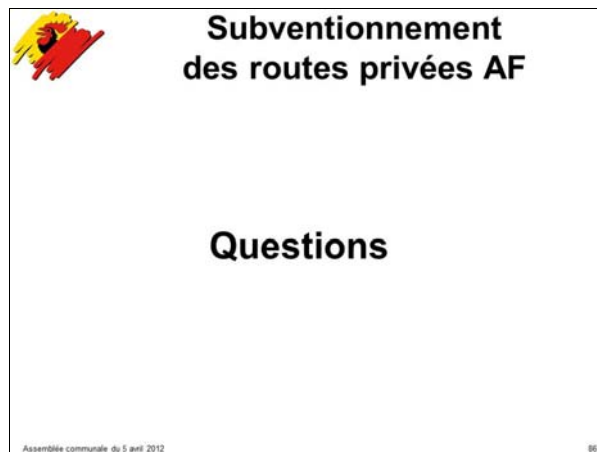 Subventionnement
des routes privées AF
Questions
Assemblée communale du 5 avril 2012
86